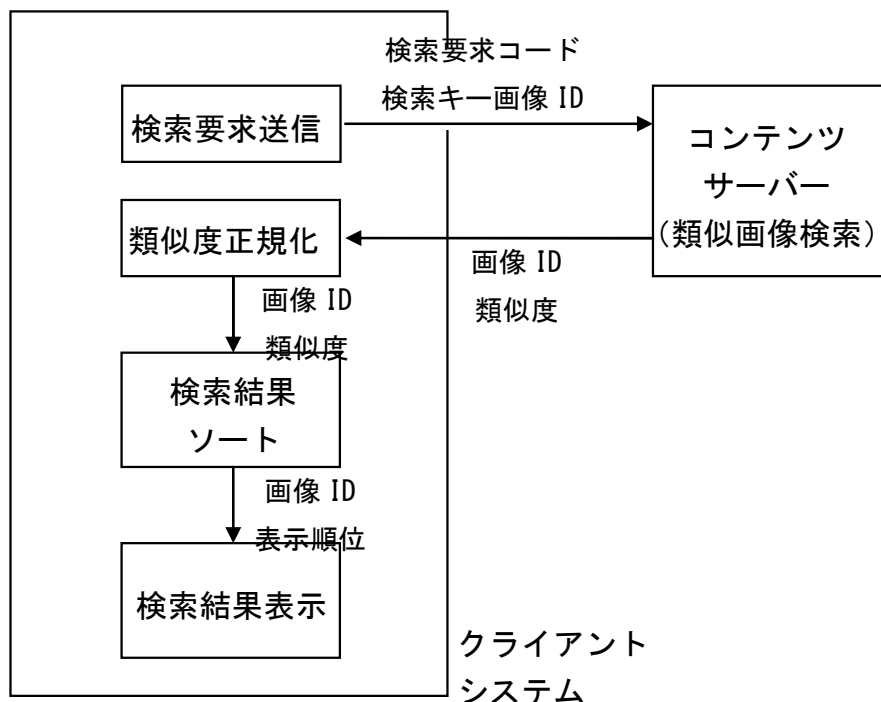 検索要求コード
検索キー画像 ID
検索要求送信
コンテンツ
サーバー
(類似画像検索)
類似度正規化
画像 ID
類似度
画像 ID
類似度
検索結果
ソート
画像 ID
表示順位
検索結果表示
クライアント
システム